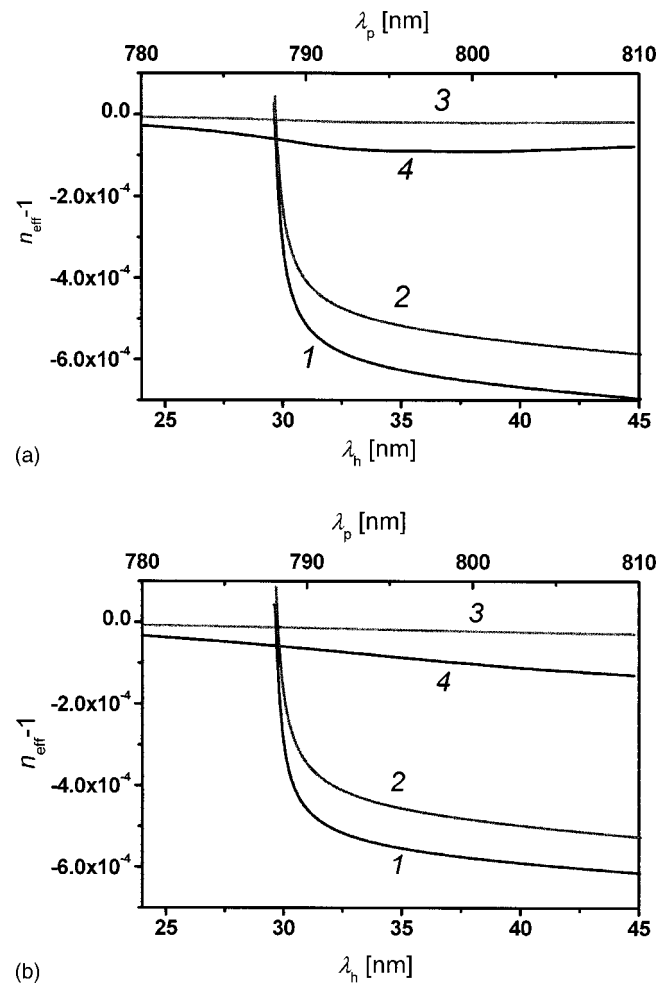 λp [nm]
780 790 800 810
0.0
-2.0x10-4
-4.0x10-4
-6.0x10-4
neff-1
3
4
2
1
25 30 35 40 45
λh [nm]
(a)
λp [nm]
780 790 800 810
0.0
-2.0x10-4
-4.0x10-4
-6.0x10-4
neff-1
3
4
2
1
25 30 35 40 45
λh [nm]
(b)